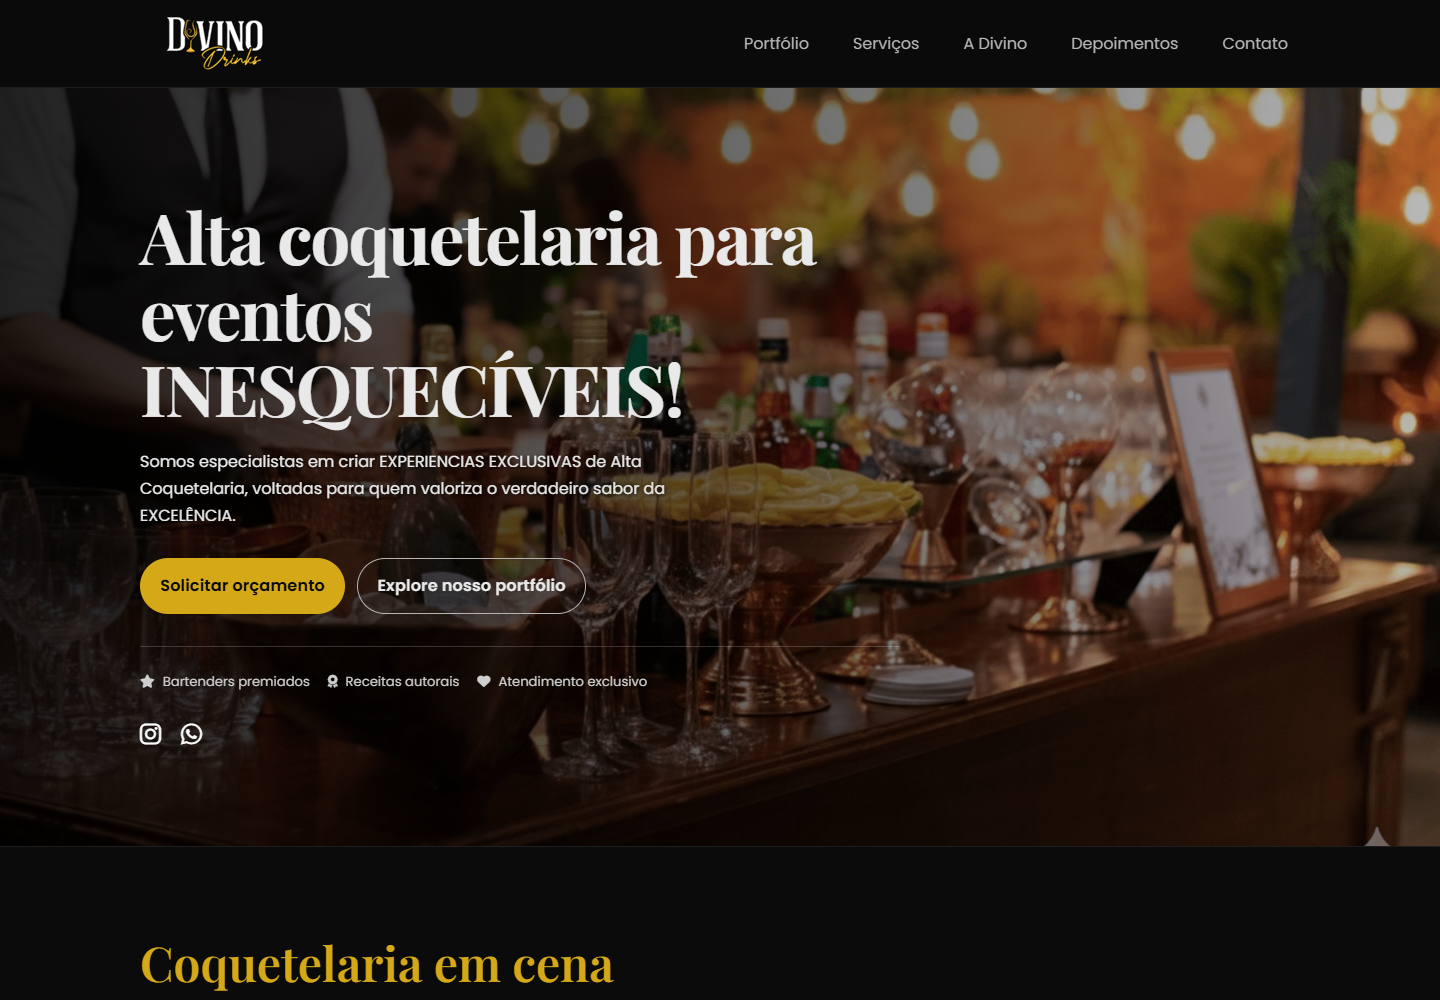 DIVINO
Drinks
Portfólio
Serviços
A Divino
Depoimentos
Contato
Alta coquetelaria para
eventos
INESQUECÍVEIS!
Somos especialistas em criar EXPERIENCIAS EXCLUSIVAS de Alta
Coquetelaria, voltadas para quem valoriza o verdadeiro sabor da
EXCELÊNCIA.
Solicitar orçamento
Explore nosso portfólio
Bartenders premiados
Receitas autorais
Atendimento exclusivo
Coquetelaria em cena